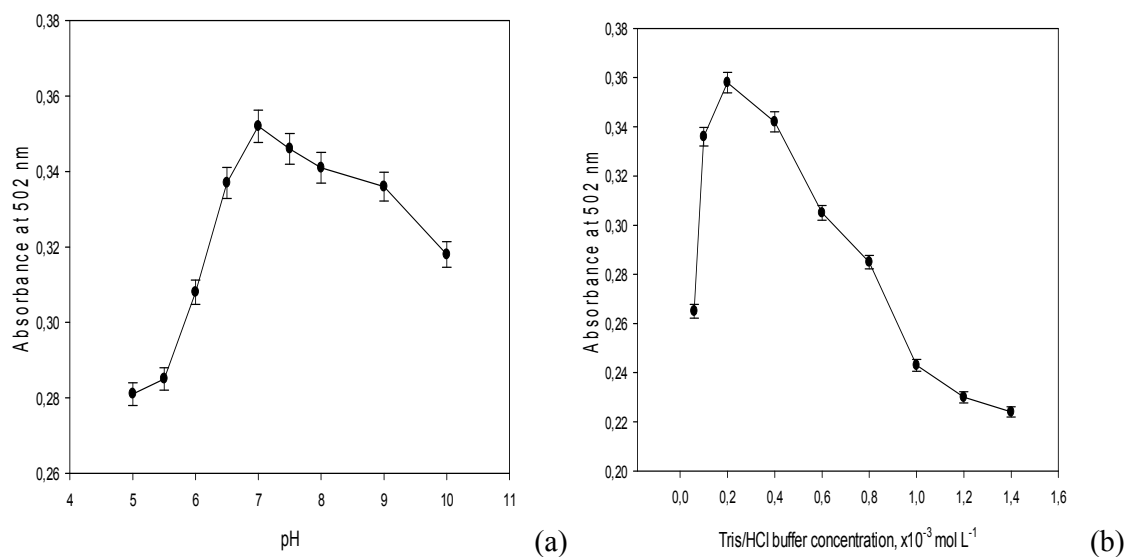 0,38
0,36
0,34
0,32
0,30
0,28
0,26
Absorbance at 502 nm
4 5 6 7 8 9 10 11
pH
(a)
0,38
0,36
0,34
0,32
0,30
0,28
0,26
0,24
0,22
0,20
Absorbance at 502 nm
0,0 0,2 0,4 0,6 0,8 1,0 1,2 1,4 1,6
Tris/HCl buffer concentration, x10⁻³ mol L⁻¹
(b)